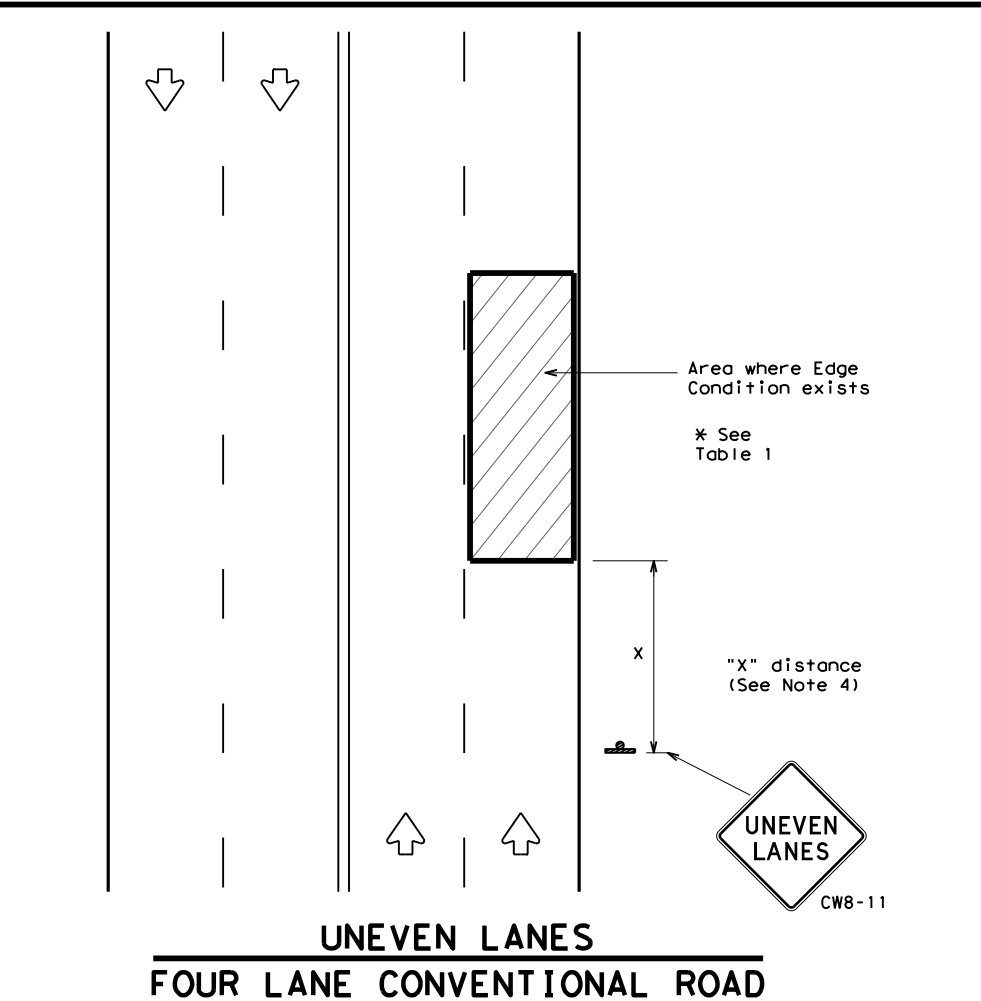 Area where Edge
Condition exists
* See
Table 1
X
"X" distance
(See Note 4)
UNEVEN
LANES
CW8-11
UNEVEN LANES
FOUR LANE CONVENTIONAL ROAD